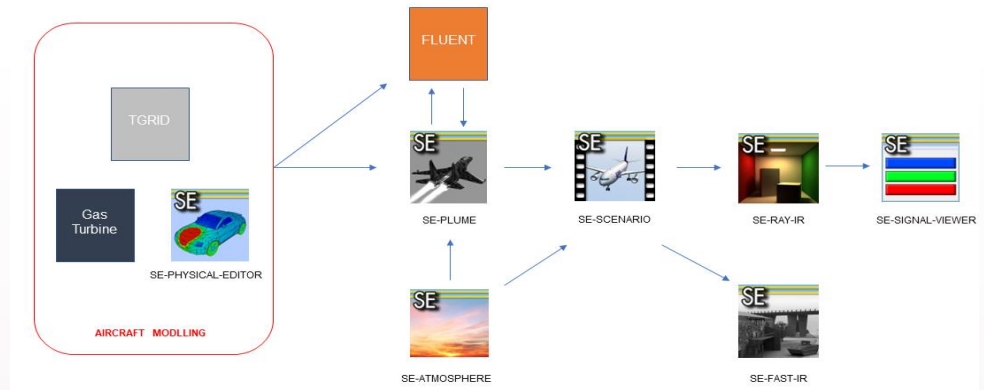 FLUENT
TGRID
Gas
Turbine
SE
SE-PHYSICAL-EDITOR
AIRCRAFT MODLLING
SE
SE-PLUME
SE
SE-SCENARIO
SE
SE-RAY-IR
SE
SE-SIGNAL-VIEWER
SE
SE-ATMOSPHERE
SE
SE-FAST-IR